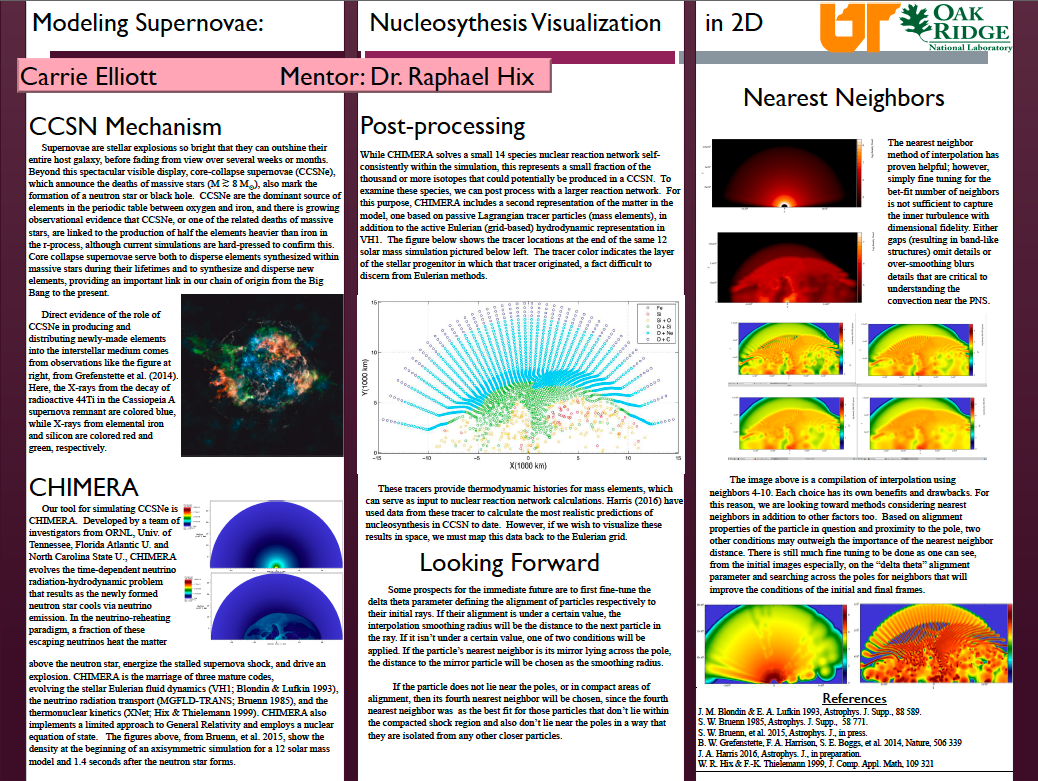 Modeling Supernovae:
Nucleosythesis Visualization
in 2D
OAK
RIDGE
National Laboratory
Carrie Elliott
Mentor: Dr. Raphael Hix
CCSN Mechanism
Supernovae are stellar explosions so bright that they can outshine their
entire host galaxy, before fading from view over several weeks or months.
Beyond this spectacular visible display, core-collapse supernovae (CCSNe),
which announce the deaths of massive stars (M ≳ 8 M⊙), also mark the
formation of a neutron star or black hole. CCSNe are the dominant source of
elements in the periodic table between oxygen and iron, and there is growing
observational evidence that CCSNe, or one of the related deaths of massive
stars, are linked to the production of half the elements heavier than iron in
the r-process, although current simulations are hard-pressed to confirm this.
Core collapse supernovae serve both to disperse elements synthesized within
massive stars during their lifetimes and to synthesize and disperse new
elements, providing an important link in our chain of origin from the Big
Bang to the present.
Direct evidence of the role of
CCSNe in producing and
distributing newly-made elements
into the interstellar medium comes
from observations like the figure at
right, from Grefenstette et al. (2014).
Here, the X-rays from the decay of
radioactive 44Ti in the Cassiopeia A
supernova remnant are colored blue,
while X-rays from elemental iron
and silicon are colored red and
green, respectively.
CHIMERA
Our tool for simulating CCSNe is
CHIMERA. Developed by a team of
investigators from ORNL, Univ. of
Tennessee, Florida Atlantic U. and
North Carolina State U., CHIMERA
evolves the time-dependent neutrino
radiation-hydrodynamic problem
that results as the newly formed
neutron star cools via neutrino
emission. In the neutrino-reheating
paradigm, a fraction of these
escaping neutrinos heat the matter
above the neutron star, energize the stalled supernova shock, and drive an
explosion. CHIMERA is the marriage of three mature codes,
evolving the stellar Eulerian fluid dynamics (VH1; Blondin & Lufkin 1993),
the neutrino radiation transport (MGFLD-TRANS; Bruenn 1985), and the
thermonuclear kinetics (XNet; Hix & Thielemann 1999). CHIMERA also
implements a limited approach to General Relativity and employs a nuclear
equation of state. The figures above, from Bruenn, et al. 2015, show the
density at the beginning of an axisymmetric simulation for a 12 solar mass
model and 1.4 seconds after the neutron star forms.
Post-processing
While CHIMERA solves a small 14 species nuclear reaction network self-
consistently within the simulation, this represents a small fraction of the
thousand or more isotopes that could potentially be produced in a CCSN. To
examine these species, we can post process with a larger reaction network. For
this purpose, CHIMERA includes a second representation of the matter in the
model, one based on passive Lagrangian tracer particles (mass elements), in
addition to the active Eulerian (grid-based) hydrodynamic representation in
VH1. The figure below shows the tracer locations at the end of the same 12
solar mass simulation pictured below left. The tracer color indicates the layer
of the stellar progenitor in which that tracer originated, a fact difficult to
discern from Eulerian methods.
Fe
Si
Si + O
O + Si
O + Ne
O + C
Y(1000 km)
15
10
5
0
-15
-10
-5
0
5
10
15
X(1000 km)
These tracers provide thermodynamic histories for mass elements, which
can serve as input to nuclear reaction network calculations. Harris (2016) have
used data from these tracer to calculate the most realistic predictions of
nucleosynthesis in CCSN to date. However, if we wish to visualize these
results in space, we must map this data back to the Eulerian grid.
Looking Forward
Some prospects for the immediate future are to first fine-tune the
delta theta parameter defining the alignment of particles respectively to
their initial rays. If their alignment is under a certain value, the
interpolation smoothing radius will be the distance to the next particle in
the ray. If it isn't under a certain value, one of two conditions will be
applied. If the particle's nearest neighbor is its mirror lying across the pole,
the distance to the mirror particle will be chosen as the smoothing radius.
If the particle does not lie near the poles, or in compact areas of
alignment, then its fourth nearest neighbor will be chosen, since the fourth
nearest neighbor was as the best fit for those particles that don't lie within
the compacted shock region and also don't lie near the poles in a way that
they are isolated from any other closer particles.
Nearest Neighbors
The nearest neighbor
method of interpolation has
proven helpful; however,
simply fine tuning for the
bet-fit number of neighbors
is not sufficient to capture
the inner turbulence with
dimensional fidelity. Either
gaps (resulting in band-like
structures) omit details or
over-smoothing blurs
details that are critical to
understanding the
convection near the PNS.
The image above is a compilation of interpolation using
neighbors 4-10. Each choice has its own benefits and drawbacks. For
this reason, we are looking toward methods considering nearest
neighbors in addition to other factors too. Based on alignment
properties of the particle in question and proximity to the pole, two
other conditions may outweigh the importance of the nearest neighbor
distance. There is still much fine tuning to be done as one can see,
from the initial images especially, on the "delta theta" alignment
parameter and searching across the poles for neighbors that will
improve the conditions of the initial and final frames.
References
J. M. Blondin & E. A. Lufkin 1993, Astrophys. J. Supp., 88 589.
S. W. Bruenn 1985, Astrophys. J. Supp., 58 771.
S. W. Bruenn, et al. 2015, Astrophys. J., in press.
B. W. Grefenstette, F. A. Harrison, S. E. Boggs, et al. 2014, Nature, 506 339
J. A. Harris 2016, Astrophys. J., in preparation.
W. R. Hix & F.-K. Thielemann 1999, J. Comp. Appl. Math, 109 321